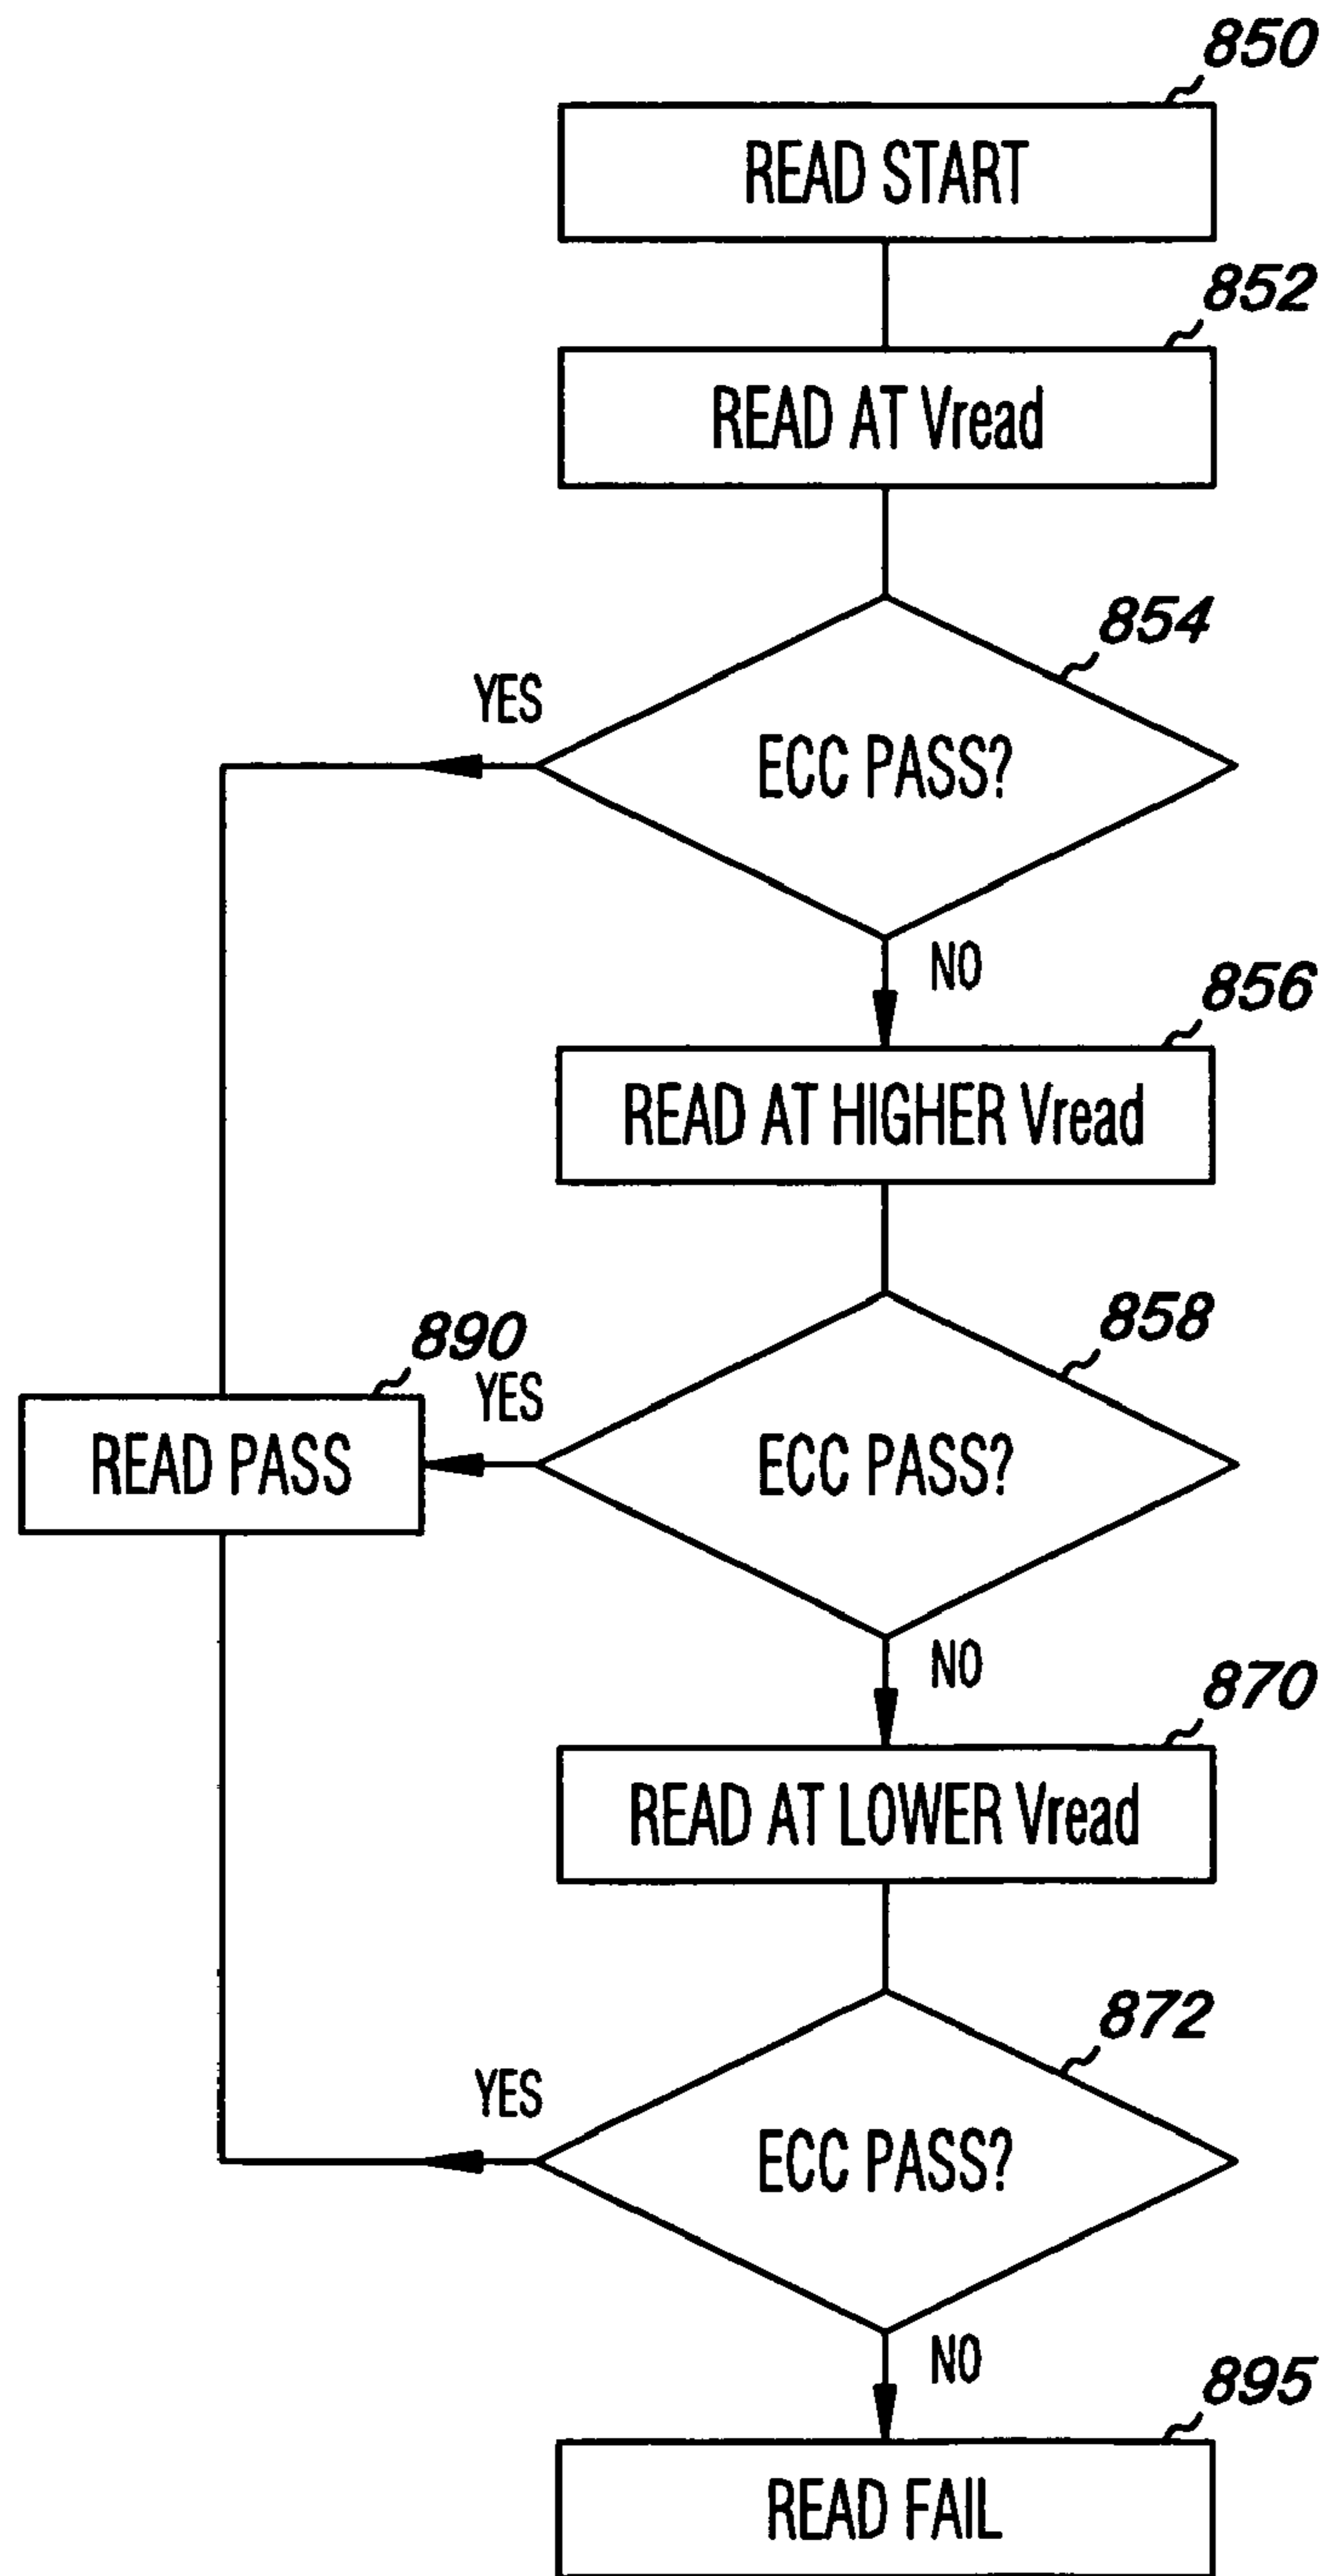 850
READ START
852
READ AT Vread
854
YES
ECC PASS?
NO
856
READ AT HIGHER Vread
858
890
YES
READ PASS
ECC PASS?
NO
870
READ AT LOWER Vread
872
YES
ECC PASS?
NO
895
READ FAIL